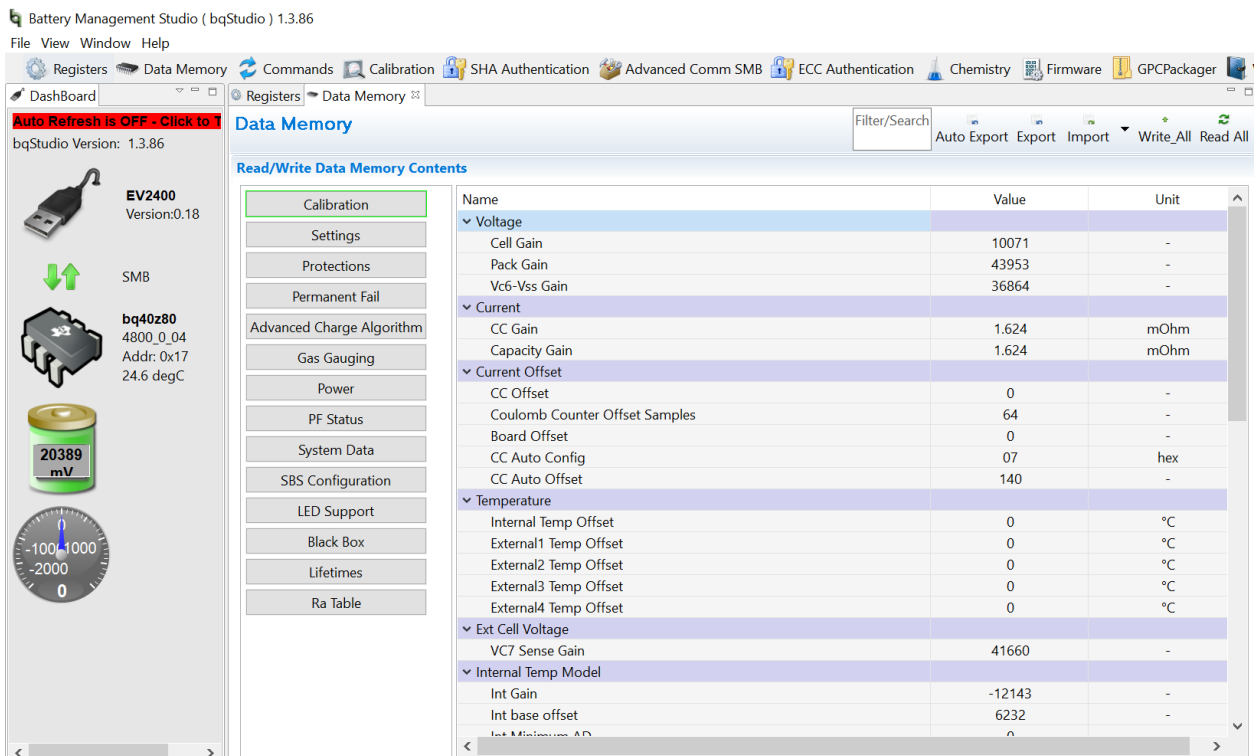 Battery Management Studio ( bqStudio ) 1.3.86
File View Window Help
Registers Data Memory Commands Calibration SHA Authentication Advanced Comm SMB ECC Authentication Chemistry Firmware GPCPackager
DashBoard
Registers Data Memory
Auto Refresh is OFF - Click to T
bqStudio Version: 1.3.86
EV2400
Version:0.18
SMB
bq40z80
4800_0_04
Addr: 0x17
24.6 degC
20389
mV
0
-100 1000
-2000
0
Data Memory
Filter/Search
Auto Export Export Import Write_All Read All
Read/Write Data Memory Contents
Calibration
Settings
Protections
Permanent Fail
Advanced Charge Algorithm
Gas Gauging
Power
PF Status
System Data
SBS Configuration
LED Support
Black Box
Lifetimes
Ra Table
Name Value Unit
Voltage
Cell Gain 10071 -
Pack Gain 43953 -
Vc6-Vss Gain 36864 -
Current
CC Gain 1.624 mOhm
Capacity Gain 1.624 mOhm
Current Offset
CC Offset 0 -
Coulomb Counter Offset Samples 64 -
Board Offset 0 -
CC Auto Config 07 hex
CC Auto Offset 140 -
Temperature
Internal Temp Offset 0 °C
External1 Temp Offset 0 °C
External2 Temp Offset 0 °C
External3 Temp Offset 0 °C
External4 Temp Offset 0 °C
Ext Cell Voltage
VC7 Sense Gain 41660 -
Internal Temp Model
Int Gain -12143 -
Int base offset 6232 -
Int Minimum AD 0